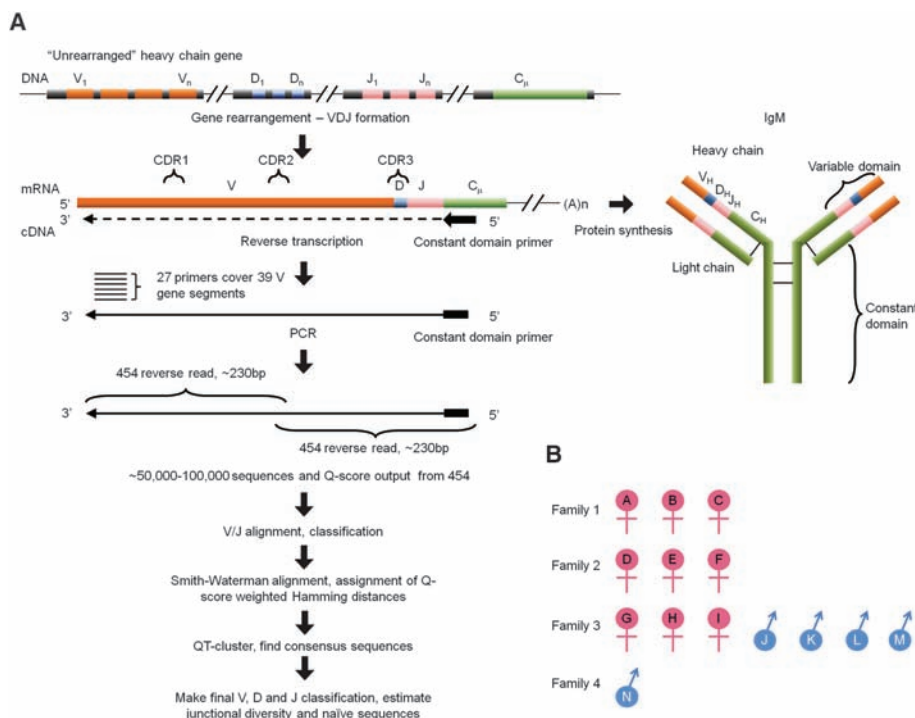 A
"Unrearranged" heavy chain gene
DNA V1 Vn D1 Dn J1 Jn Cμ
Gene rearrangement – VDJ formation
CDR1 CDR2 CDR3
mRNA V D J Cμ
5' (A)n
3'
cDNA
Reverse transcription Constant domain primer
27 primers cover 39 V
gene segments
3' 5'
PCR Constant domain primer
454 reverse read, ~230bp
3' 5'
454 reverse read, ~230bp
~50,000-100,000 sequences and Q-score output from 454
V/J alignment, classification
Smith-Waterman alignment, assignment of Q-
score weighted Hamming distances
QT-cluster, find consensus sequences
Make final V, D and J classification, estimate
junctional diversity and naïve sequences
IgM
Heavy chain
Variable domain
VH
DH
JH
CH
Protein synthesis
Light chain
Constant
domain
B
Family 1 A B C
Family 2 D E F
Family 3 G H I J K L M
Family 4 N